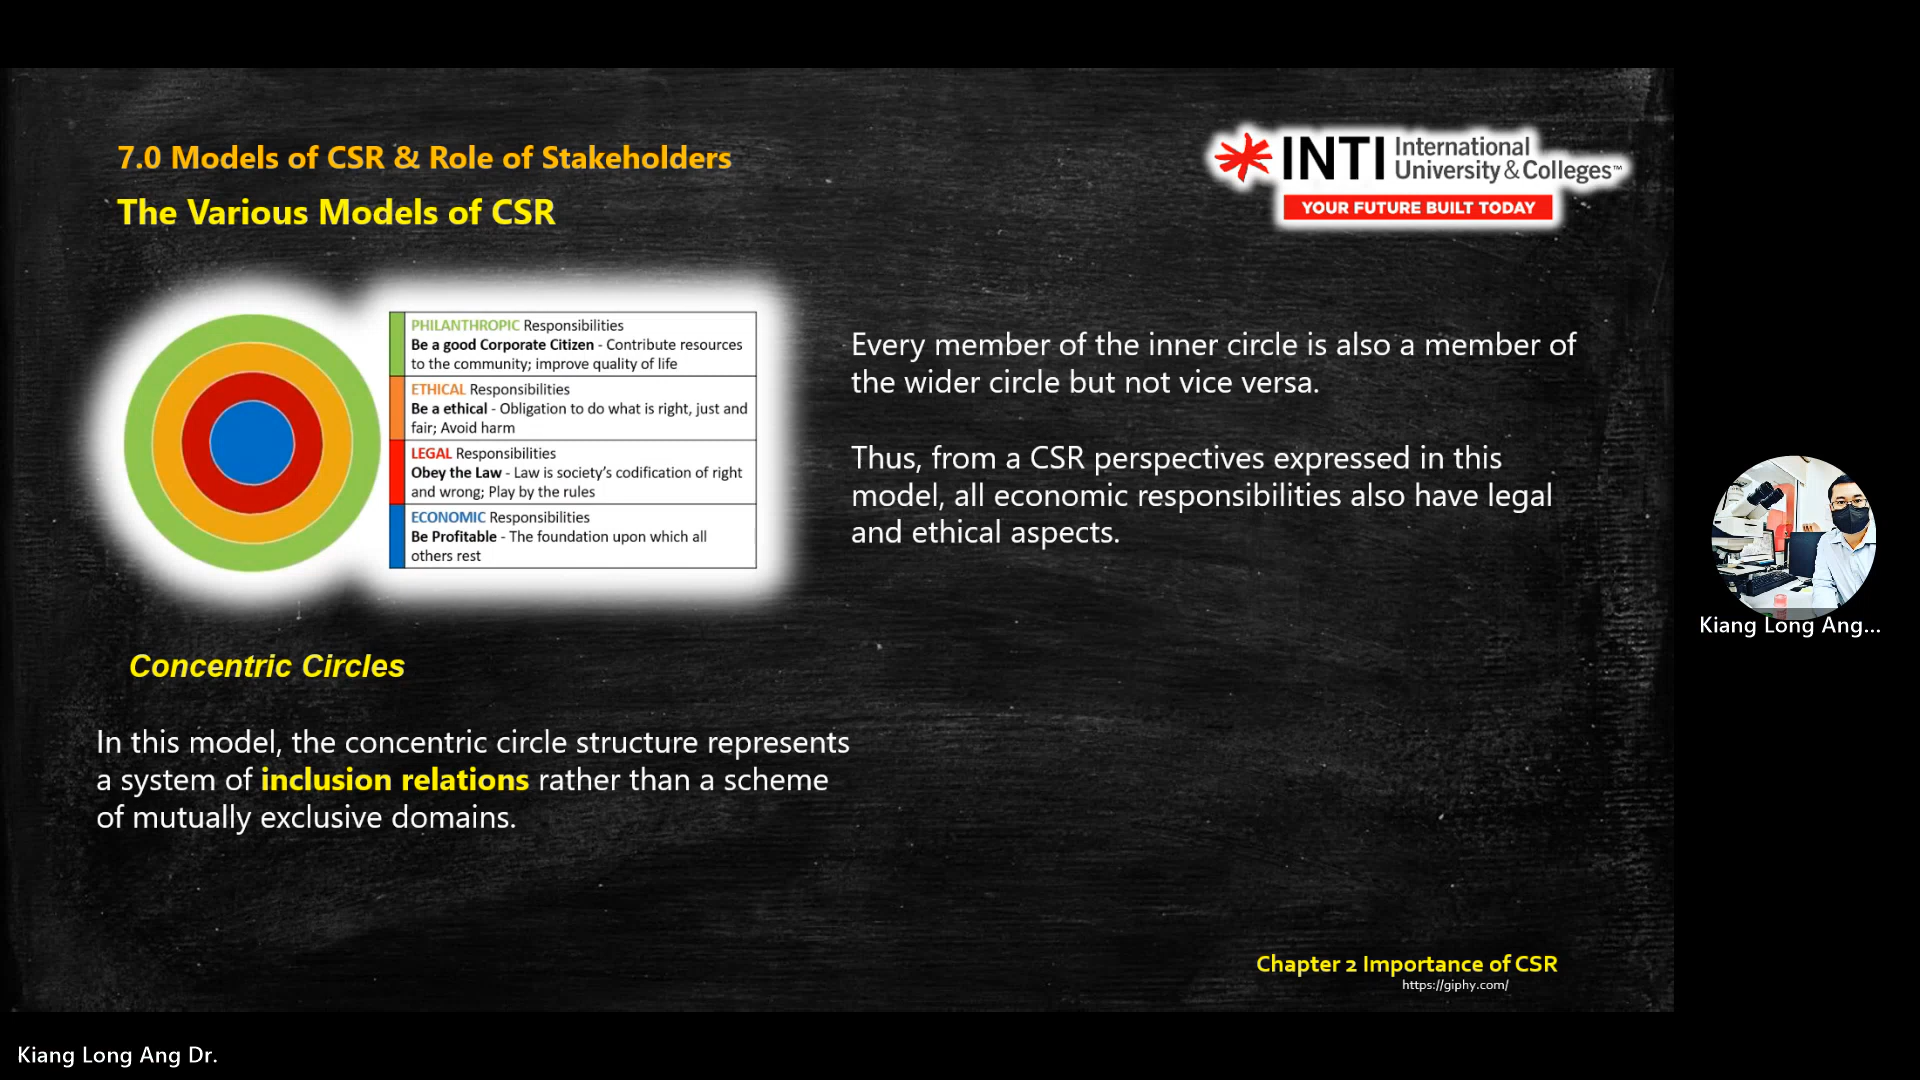 7.0 Models of CSR & Role of Stakeholders
The Various Models of CSR
INTI International
University & Colleges™
YOUR FUTURE BUILT TODAY
PHILANTHROPIC Responsibilities
Be a good Corporate Citizen - Contribute resources
to the community; improve quality of life
ETHICAL Responsibilities
Be a ethical - Obligation to do what is right, just and
fair; Avoid harm
LEGAL Responsibilities
Obey the Law - Law is society's codification of right
and wrong; Play by the rules
ECONOMIC Responsibilities
Be Profitable - The foundation upon which all
others rest
Every member of the inner circle is also a member of
the wider circle but not vice versa.
Thus, from a CSR perspectives expressed in this
model, all economic responsibilities also have legal
and ethical aspects.
Concentric Circles
In this model, the concentric circle structure represents
a system of inclusion relations rather than a scheme
of mutually exclusive domains.
Chapter 2 Importance of CSR
https://giphy.com/
Kiang Long Ang...
Kiang Long Ang Dr.